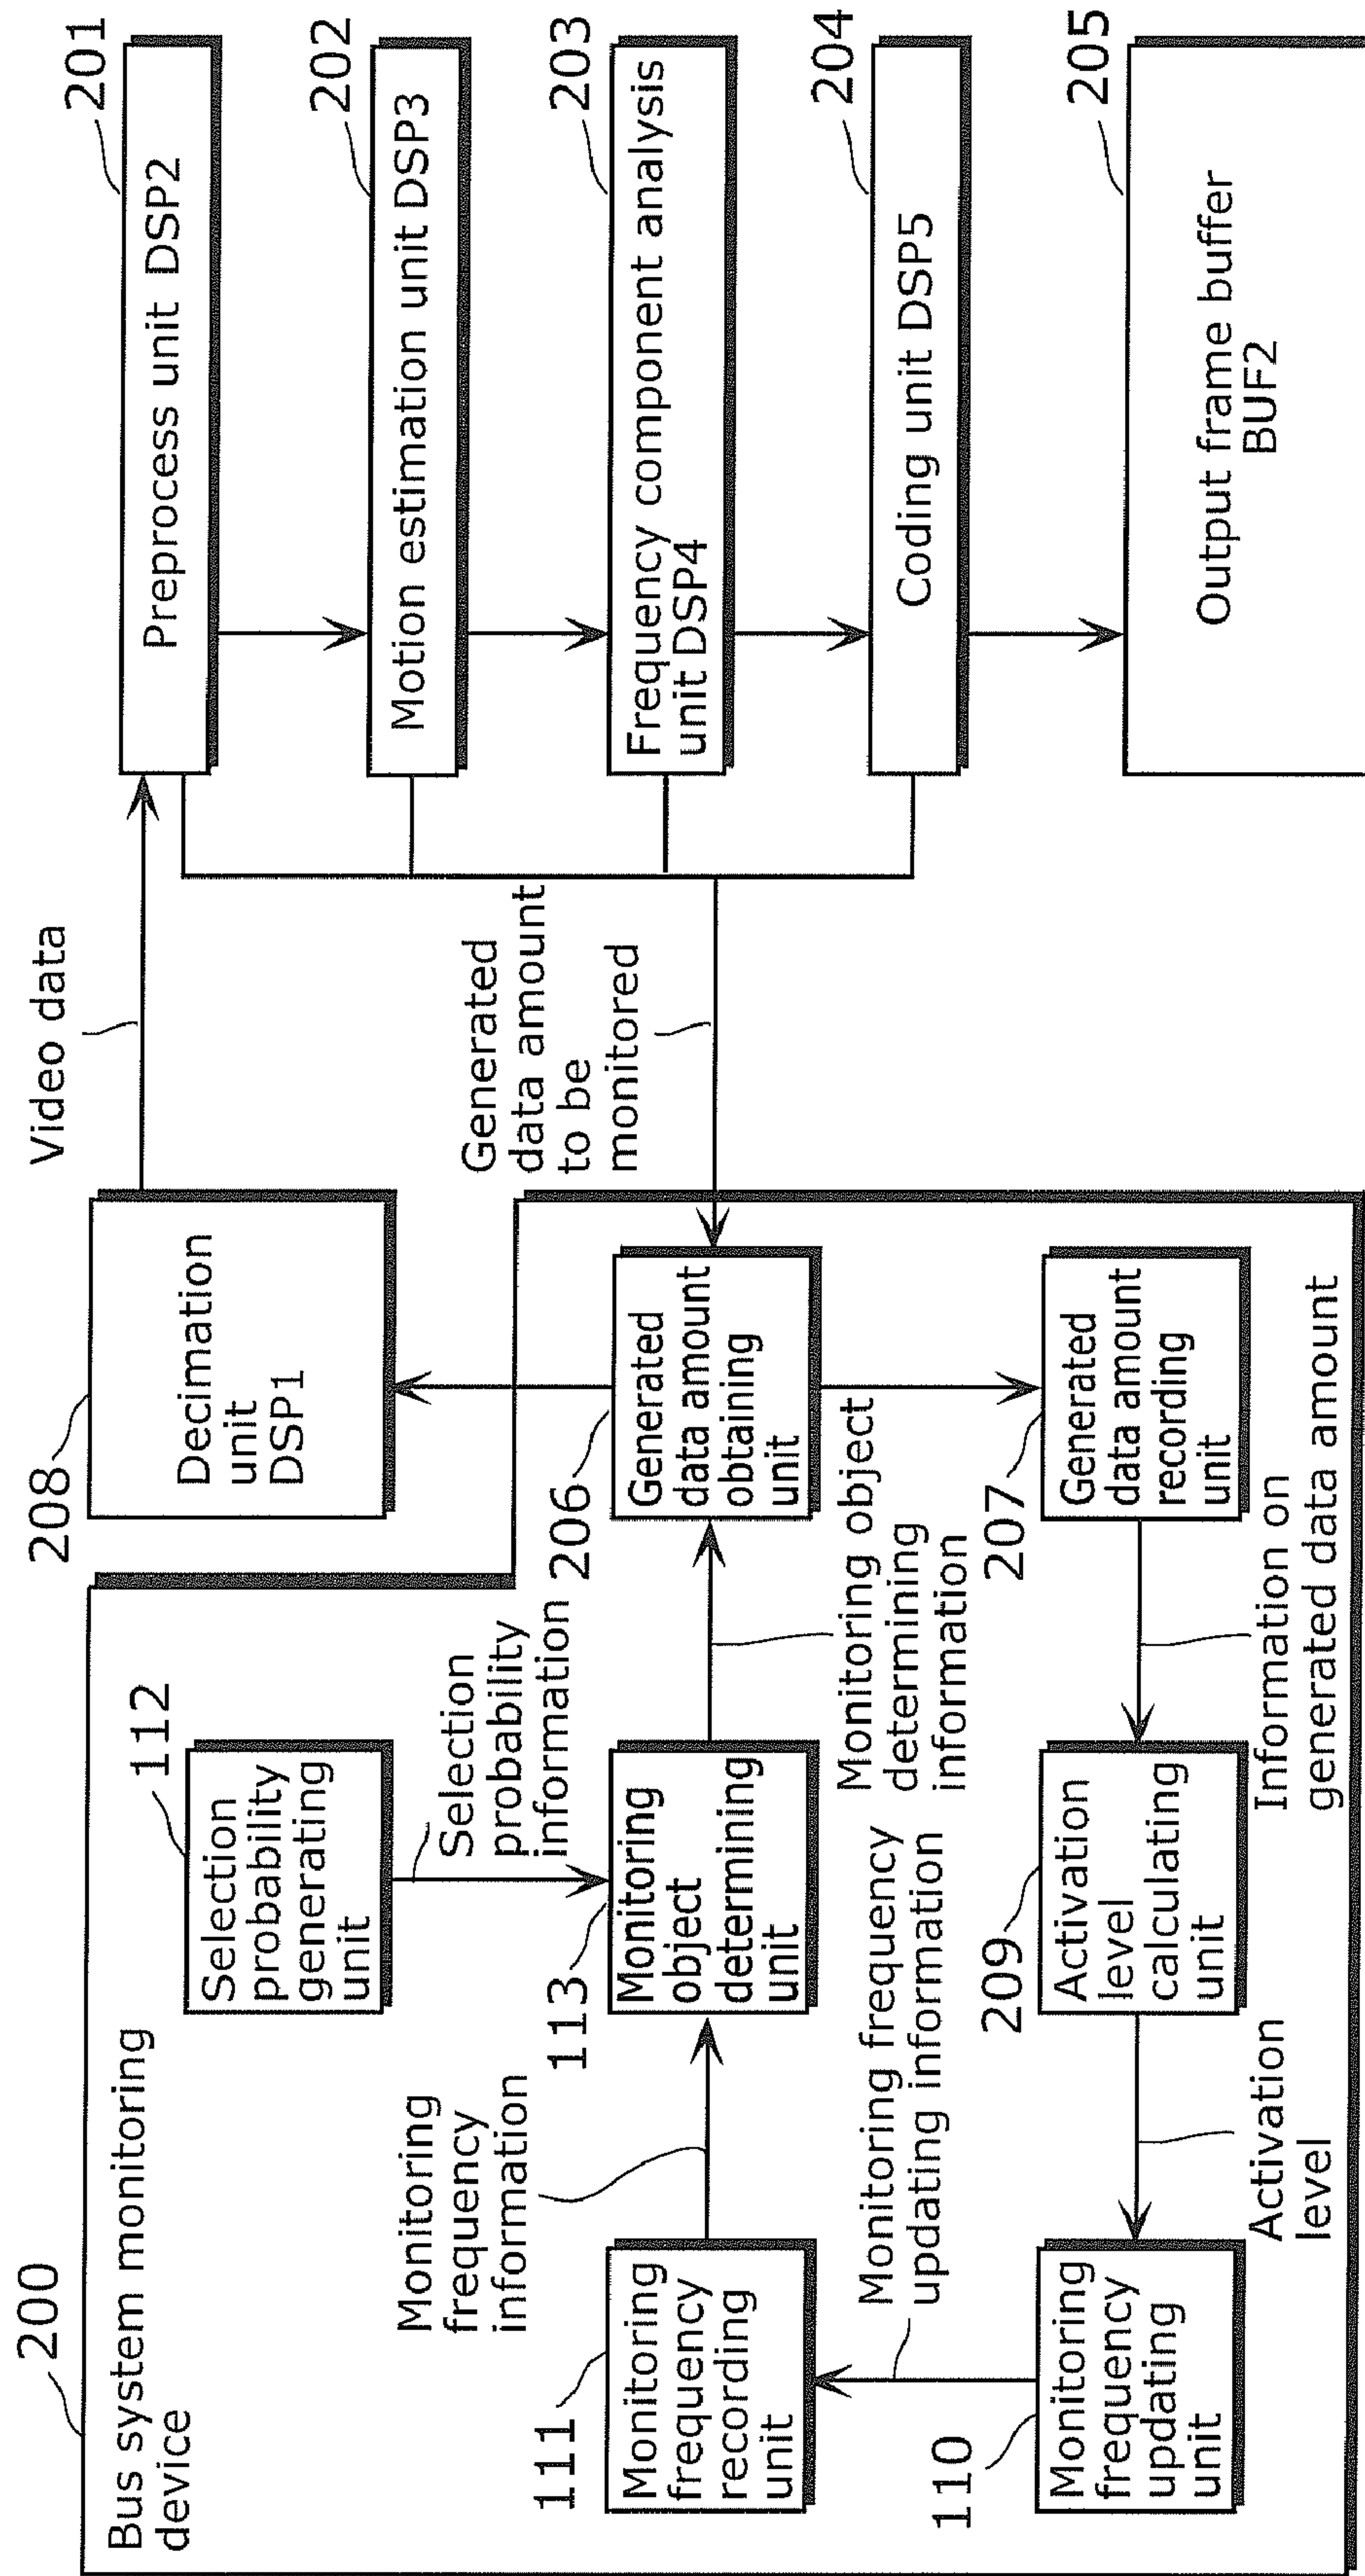 200
Bus system monitoring
device
112
Selection
probability
generating
unit
Selection
probability
information
208
Decimation
unit
DSP1
Video data
201
Preprocess unit DSP2
202
Motion estimation unit DSP3
203
Frequency component analysis
unit DSP4
204
Coding unit DSP5
205
Output frame buffer
BUF2
Generated
data amount
to be
monitored
Monitoring
frequency
information
111
Monitoring
frequency
recording
unit
113
Monitoring
object
determining
unit
206
Generated
data amount
obtaining
unit
Monitoring frequency
updating information
Monitoring object
determining
information
110
Monitoring
frequency
updating
unit
209
Activation
level
calculating
unit
207
Generated
data amount
recording
unit
Activation
level
Information on
generated data amount